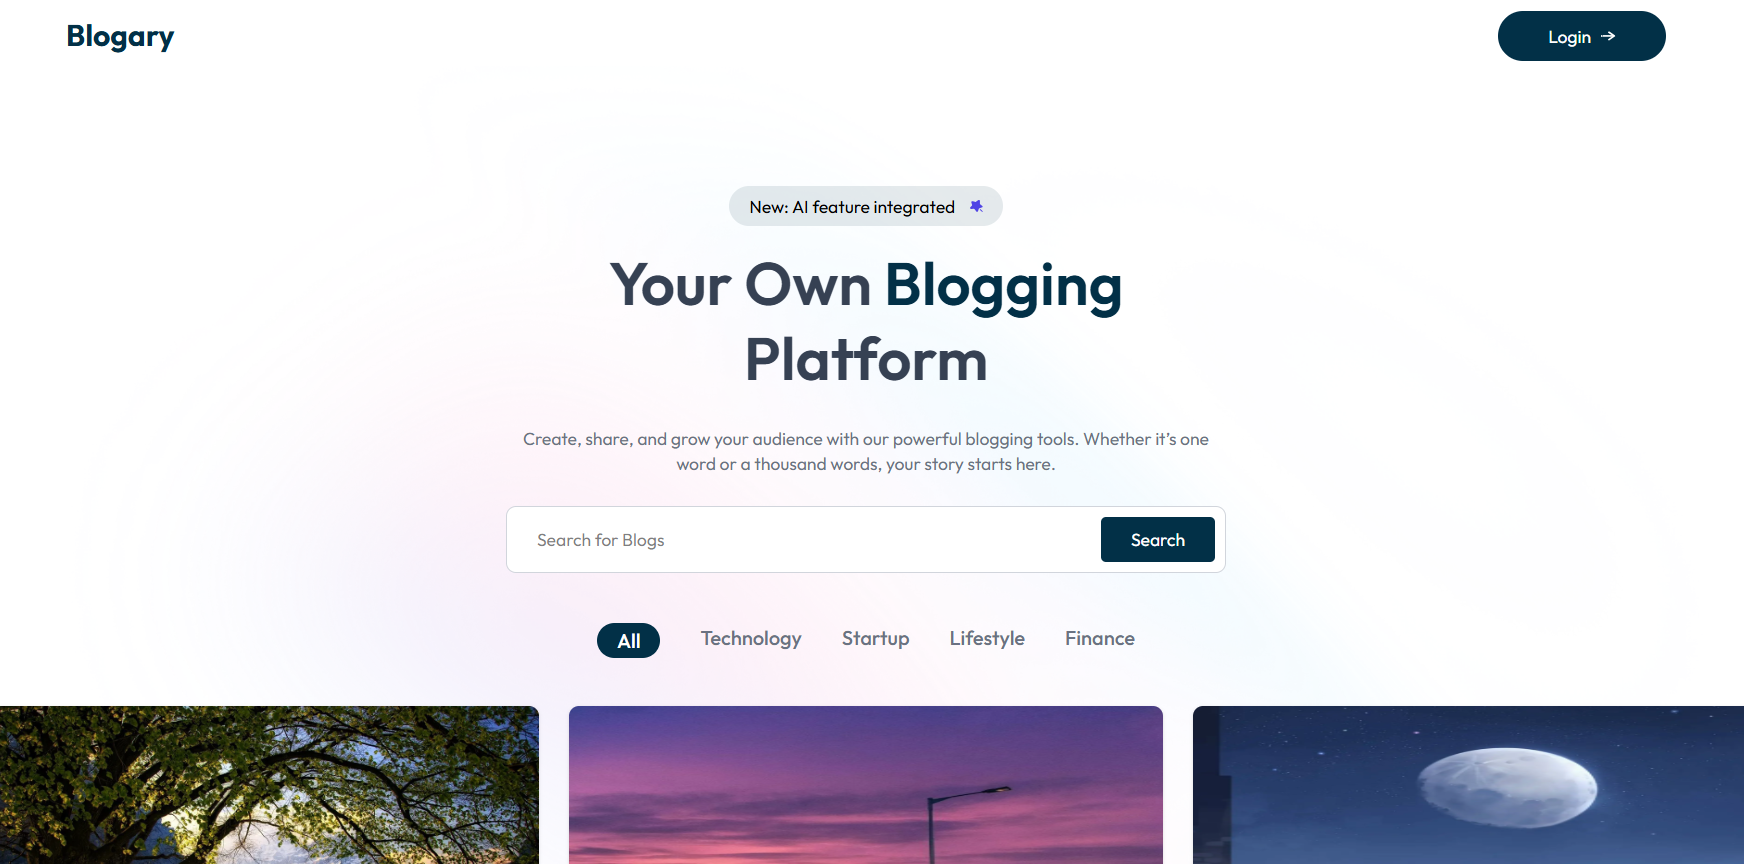 Blogary
Login
New: AI feature integrated
Your Own Blogging
Platform
Create, share, and grow your audience with our powerful blogging tools. Whether it’s one
word or a thousand words, your story starts here.
Search for Blogs
Search
All
Technology
Startup
Lifestyle
Finance